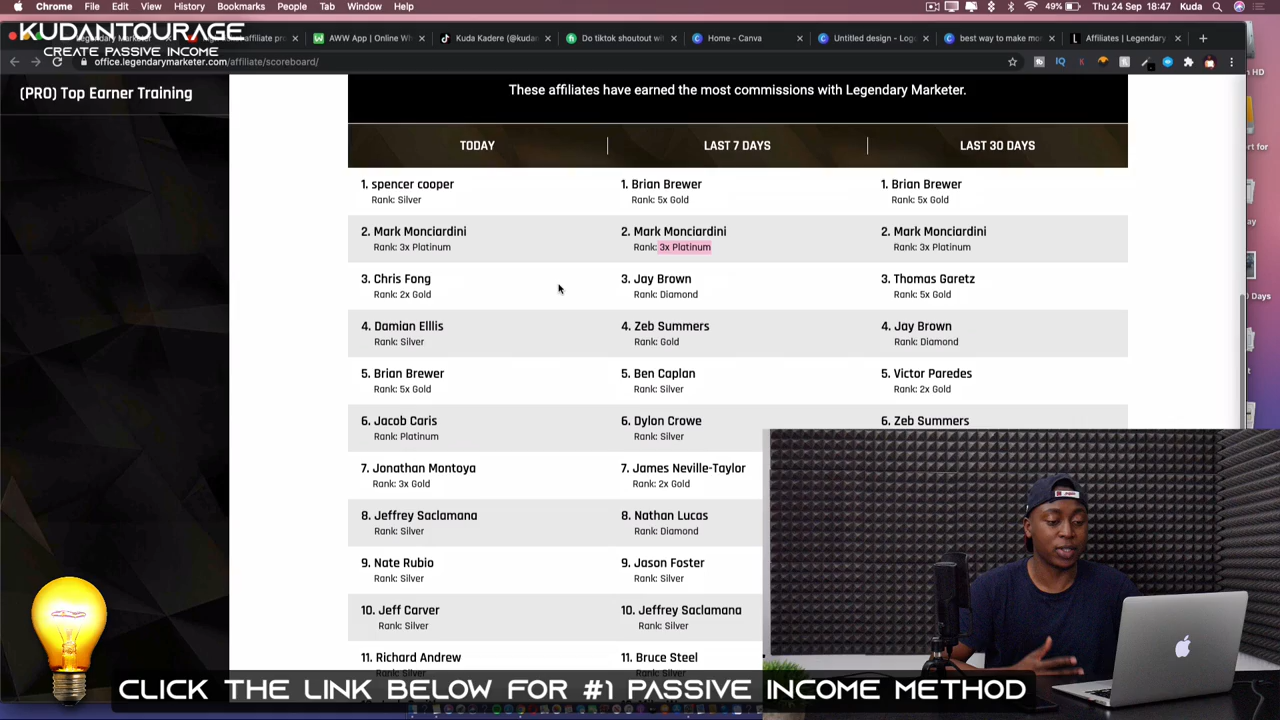 Chrome File Edit View History Bookmarks People Tab Window Help 49% Thu 24 Sep 18:47 Kuda
KUDANTOURAGE
CREATE PASSIVE INCOME
affiliate pro
AWW App | Online Wh
Kuda Kadere (@kuda
Do tiktok shoutout wil
Home - Canva
Untitled design - Logo
best way to make mo
Affiliates | Legendary
office.legendarymarketer.com/affiliate/scoreboard/
(PRO) Top Earner Training
These affiliates have earned the most commissions with Legendary Marketer.
TODAY LAST 7 DAYS LAST 30 DAYS
1. spencer cooper 1. Brian Brewer 1. Brian Brewer
Rank: Silver Rank: 5x Gold Rank: 5x Gold
2. Mark Monciardini 2. Mark Monciardini 2. Mark Monciardini
Rank: 3x Platinum Rank: 3x Platinum Rank: 3x Platinum
3. Chris Fong 3. Jay Brown 3. Thomas Garetz
Rank: 2x Gold Rank: Diamond Rank: 5x Gold
4. Damian Elllis 4. Zeb Summers 4. Jay Brown
Rank: Silver Rank: Gold Rank: Diamond
5. Brian Brewer 5. Ben Caplan 5. Victor Paredes
Rank: 5x Gold Rank: Silver Rank: 2x Gold
6. Jacob Caris 6. Dylon Crowe 6. Zeb Summers
Rank: Platinum Rank: Silver
7. Jonathan Montoya 7. James Neville-Taylor
Rank: 3x Gold Rank: 2x Gold
8. Jeffrey Saclamana 8. Nathan Lucas
Rank: Silver Rank: Diamond
9. Nate Rubio 9. Jason Foster
Rank: Silver Rank: Silver
10. Jeff Carver 10. Jeffrey Saclamana
Rank: Silver Rank: Silver
11. Richard Andrew 11. Bruce Steel
Rank: Silver
CLICK THE LINK BELOW FOR #1 PASSIVE INCOME METHOD